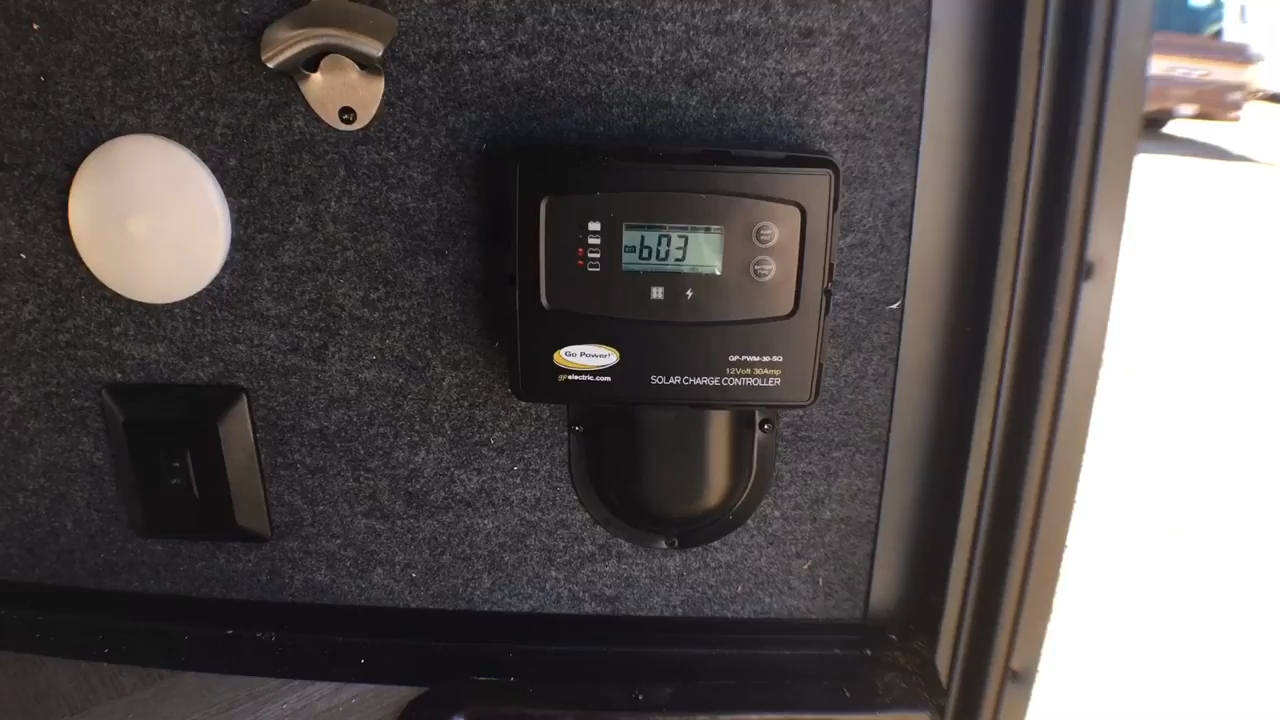 b03
Go Power!
gpelectric.com
GP-PWM-30-SQ
12Volt 30Amp
SOLAR CHARGE CONTROLLER